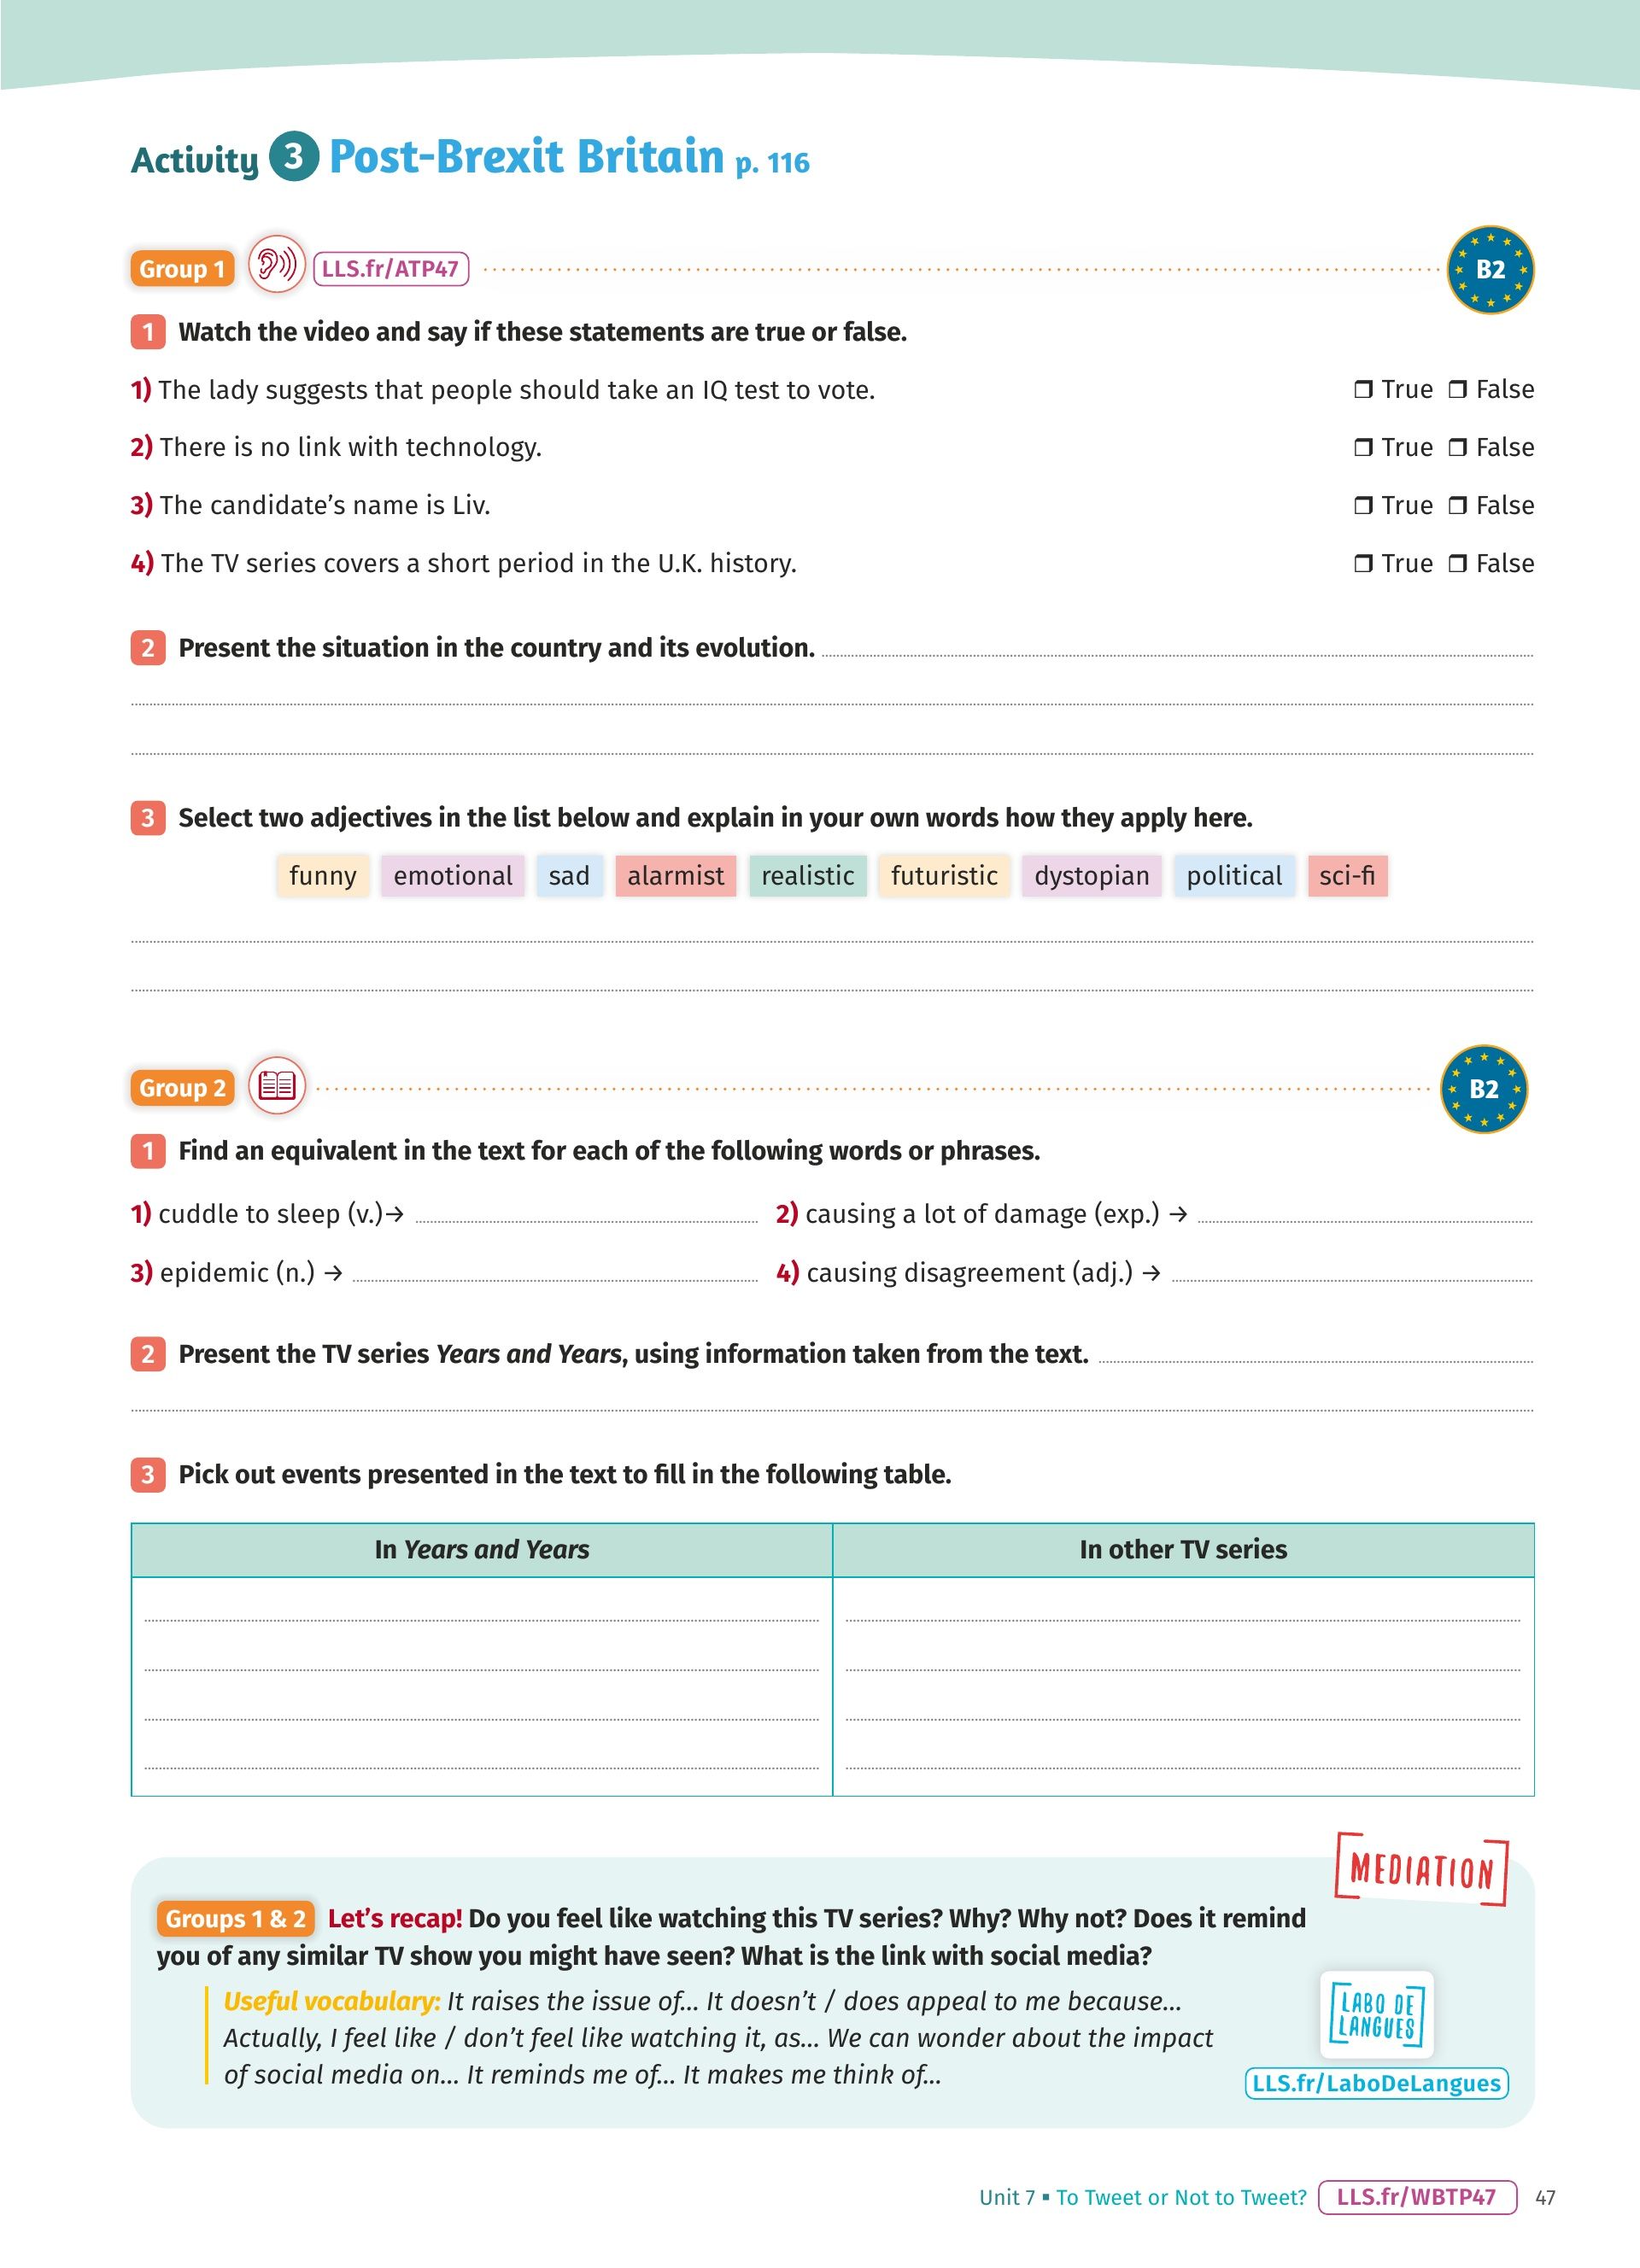 Activity 3 Post-Brexit Britain p. 116
Group 1 LLS.fr/ATP47 B2
1 Watch the video and say if these statements are true or false.
1) The lady suggests that people should take an IQ test to vote. ❒ True ❒ False
2) There is no link with technology. ❒ True ❒ False
3) The candidate's name is Liv. ❒ True ❒ False
4) The TV series covers a short period in the U.K. history. ❒ True ❒ False
2 Present the situation in the country and its evolution.
3 Select two adjectives in the list below and explain in your own words how they apply here.
funny emotional sad alarmist realistic futuristic dystopian political sci-fi
Group 2 B2
1 Find an equivalent in the text for each of the following words or phrases.
1) cuddle to sleep (v.)→ 2) causing a lot of damage (exp.) →
3) epidemic (n.) → 4) causing disagreement (adj.) →
2 Present the TV series Years and Years, using information taken from the text.
3 Pick out events presented in the text to fill in the following table.
In Years and Years In other TV series
MEDIATION
Groups 1 & 2 Let's recap! Do you feel like watching this TV series? Why? Why not? Does it remind
you of any similar TV show you might have seen? What is the link with social media?
Useful vocabulary: It raises the issue of... It doesn't / does appeal to me because...
Actually, I feel like / don't feel like watching it, as... We can wonder about the impact
of social media on... It reminds me of... It makes me think of...
LABO DE
LANGUES
LLS.fr/LaboDeLangues
Unit 7 ▪ To Tweet or Not to Tweet? LLS.fr/WBTP47 47